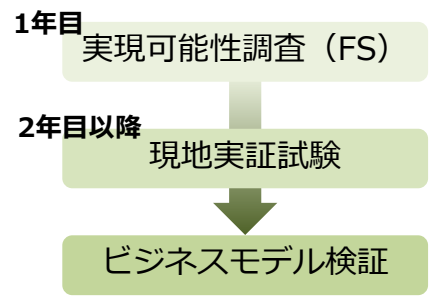 1年目
実現可能性調査（FS）
2年目以降
現地実証試験
ビジネスモデル検証